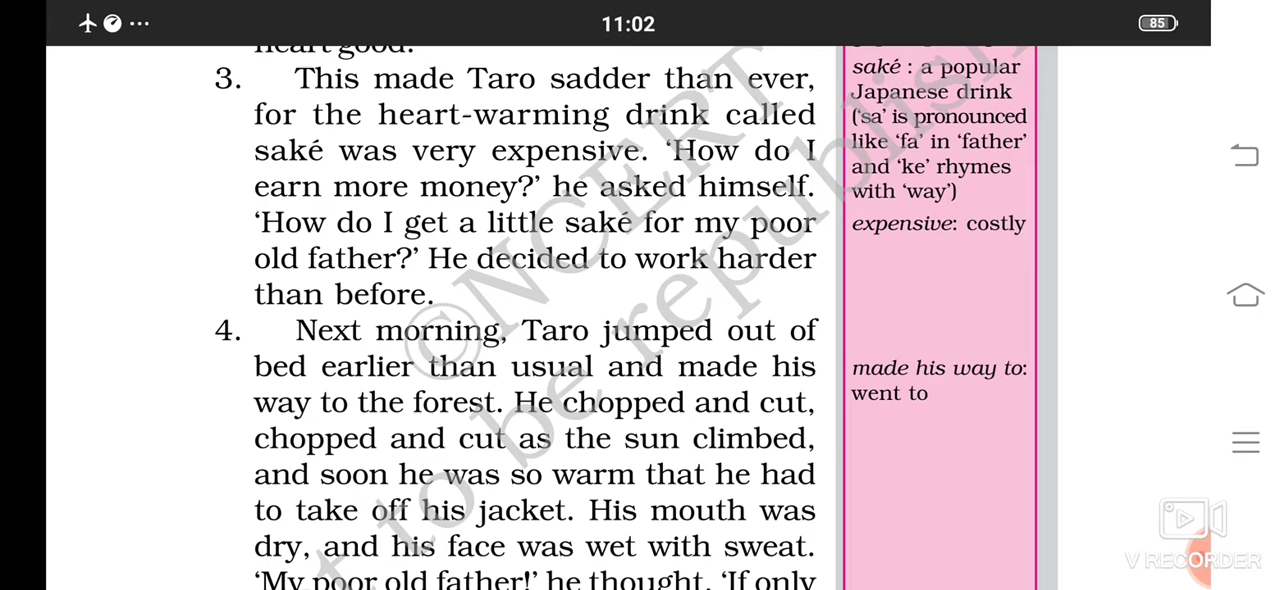 11:02
85
heart good.
3. This made Taro sadder than ever,
for the heart-warming drink called
saké was very expensive. ‘How do I
earn more money?’ he asked himself.
‘How do I get a little saké for my poor
old father?’ He decided to work harder
than before.
4. Next morning, Taro jumped out of
bed earlier than usual and made his
way to the forest. He chopped and cut,
chopped and cut as the sun climbed,
and soon he was so warm that he had
to take off his jacket. His mouth was
dry, and his face was wet with sweat.
‘My poor old father!’ he thought. ‘If only
saké : a popular
Japanese drink
(‘sa’ is pronounced
like ‘fa’ in ‘father’
and ‘ke’ rhymes
with ‘way’)
expensive: costly
made his way to:
went to
©NCERT
to be republish
V RECORDER